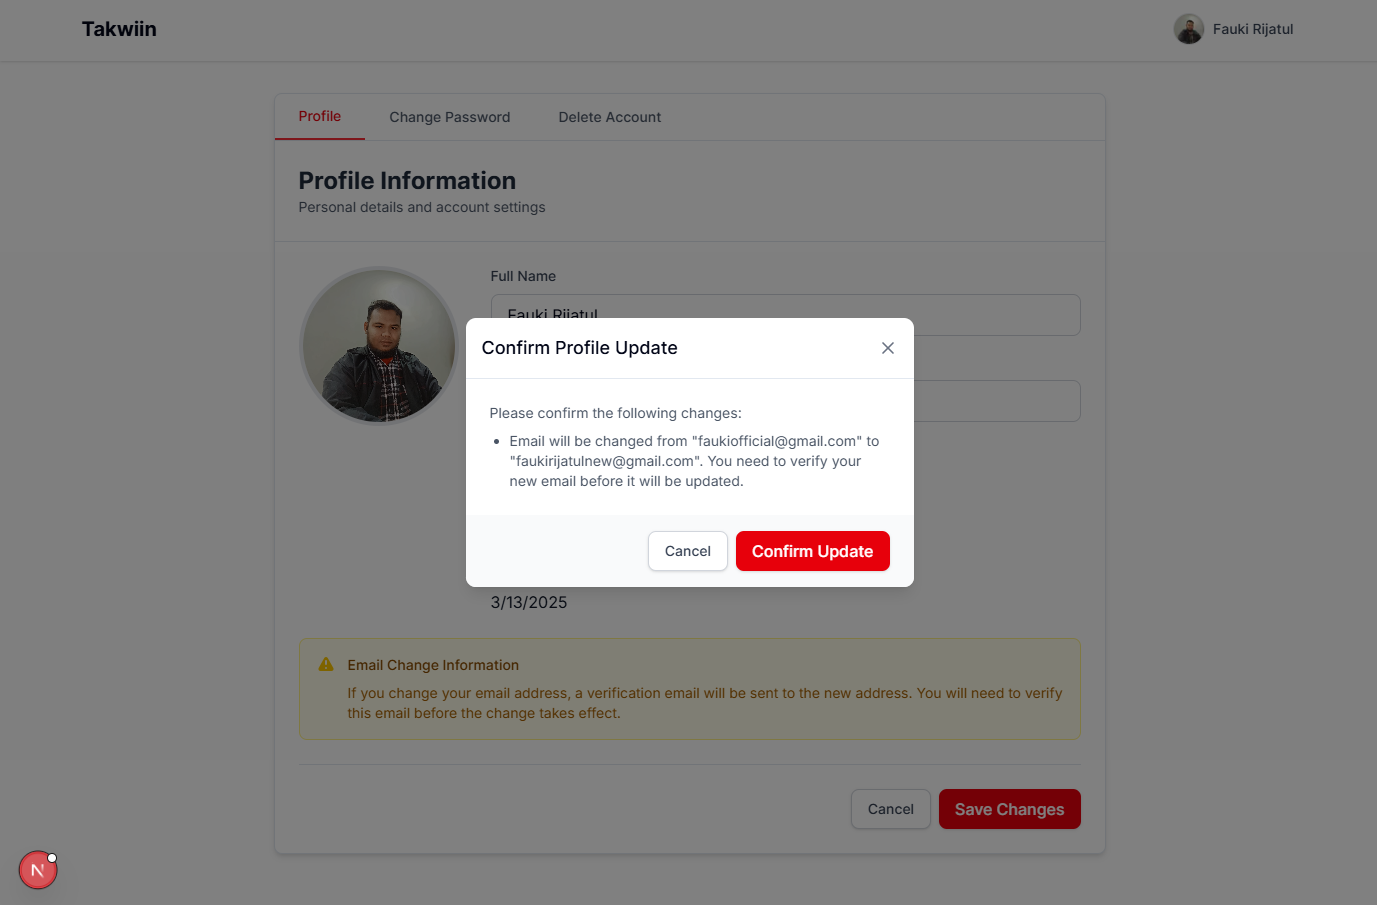 Takwiin
Fauki Rijatul
Profile
Change Password
Delete Account
Profile Information
Personal details and account settings
Full Name
Fauki Rijatul
Confirm Profile Update
Please confirm the following changes:
Email will be changed from "faukiofficial@gmail.com" to
"faukirijatulnew@gmail.com". You need to verify your
new email before it will be updated.
Cancel
Confirm Update
3/13/2025
Email Change Information
If you change your email address, a verification email will be sent to the new address. You will need to verify
this email before the change takes effect.
Cancel
Save Changes
N